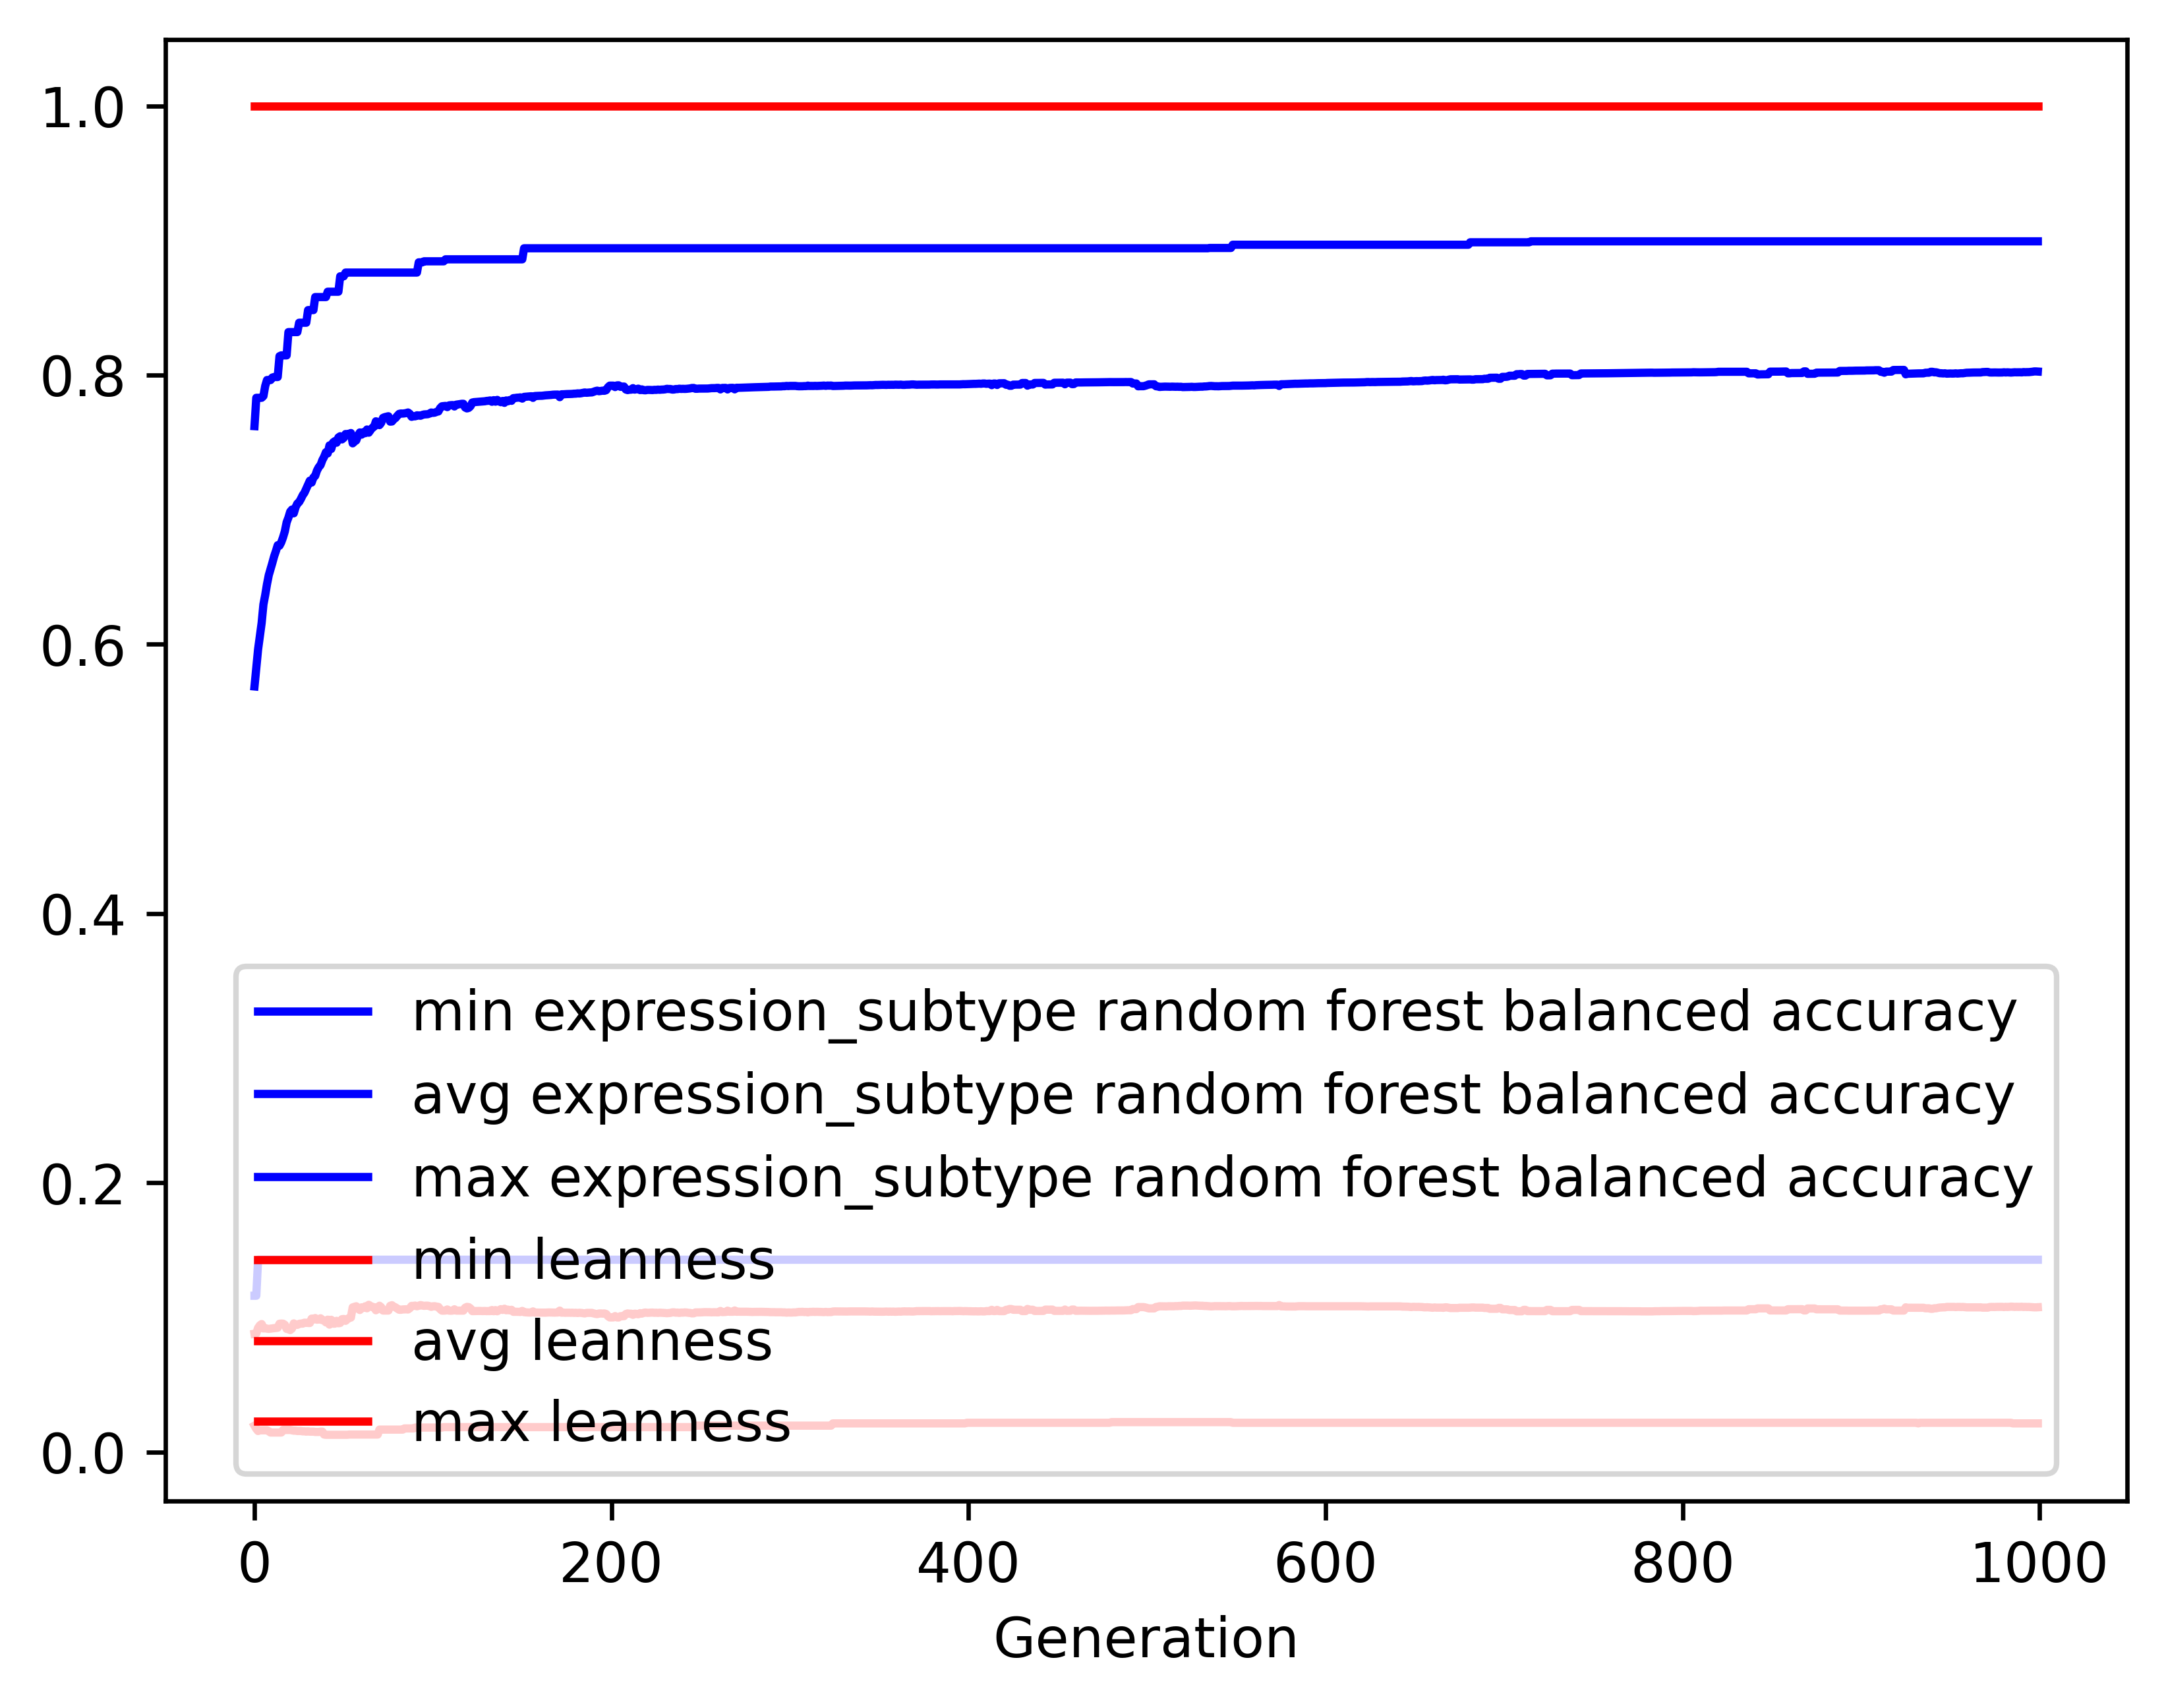 1.0
0.8
0.6
0.4
0.2
0.0
min expression_subtype random forest balanced accuracy
avg expression_subtype random forest balanced accuracy
max expression_subtype random forest balanced accuracy
min leanness
avg leanness
max leanness
0 200 400 600 800 1000
Generation